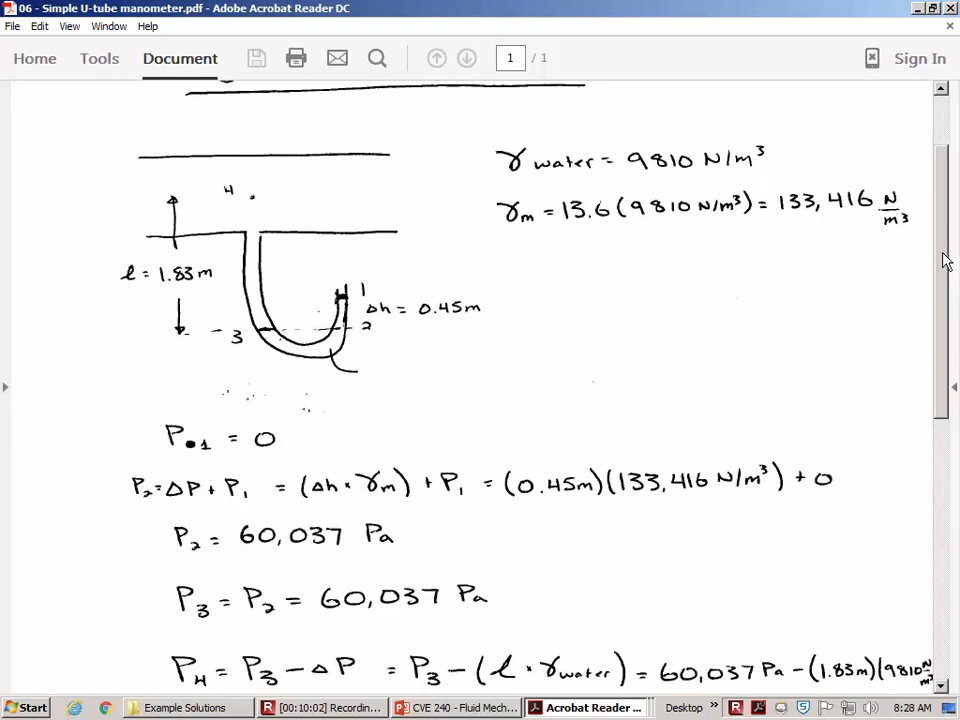 06 - Simple U-tube manometer.pdf - Adobe Acrobat Reader DC
File Edit View Window Help
Home Tools Document 1 / 1 Sign In
γ water = 9810 N/m³
γm = 13.6 (9810 N/m³) = 133,416 N/m³
4
l = 1.83 m
1
Δh = 0.45m
2
3
P1 = 0
P2 = ΔP + P1 = (Δh × γm) + P1 = (0.45m)(133,416 N/m³) + 0
P2 = 60,037 Pa
P3 = P2 = 60,037 Pa
P4 = P3 − ΔP = P3 − (l × γwater) = 60,037 Pa − (1.83m)(9810 N/m³
Start Example Solutions [00:10:02] Recordin... CVE 240 - Fluid Mech... Acrobat Reader ... Desktop » 8:28 AM